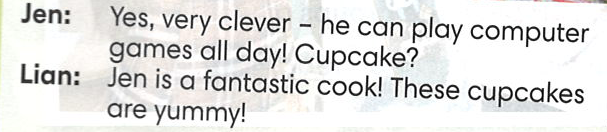 Jen: Yes, very clever – he can play computer
games all day! Cupcake?
Lian: Jen is a fantastic cook! These cupcakes
are yummy!